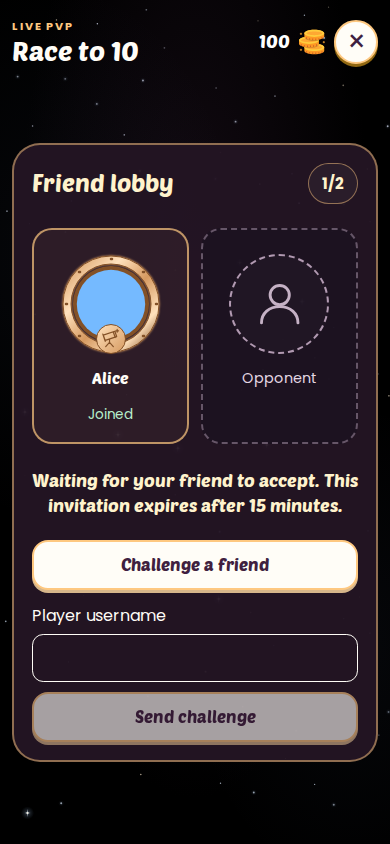 LIVE PVP
Race to 10
100
Friend lobby
1/2
Alice
Joined
Opponent
Waiting for your friend to accept. This
invitation expires after 15 minutes.
Challenge a friend
Player username
Send challenge